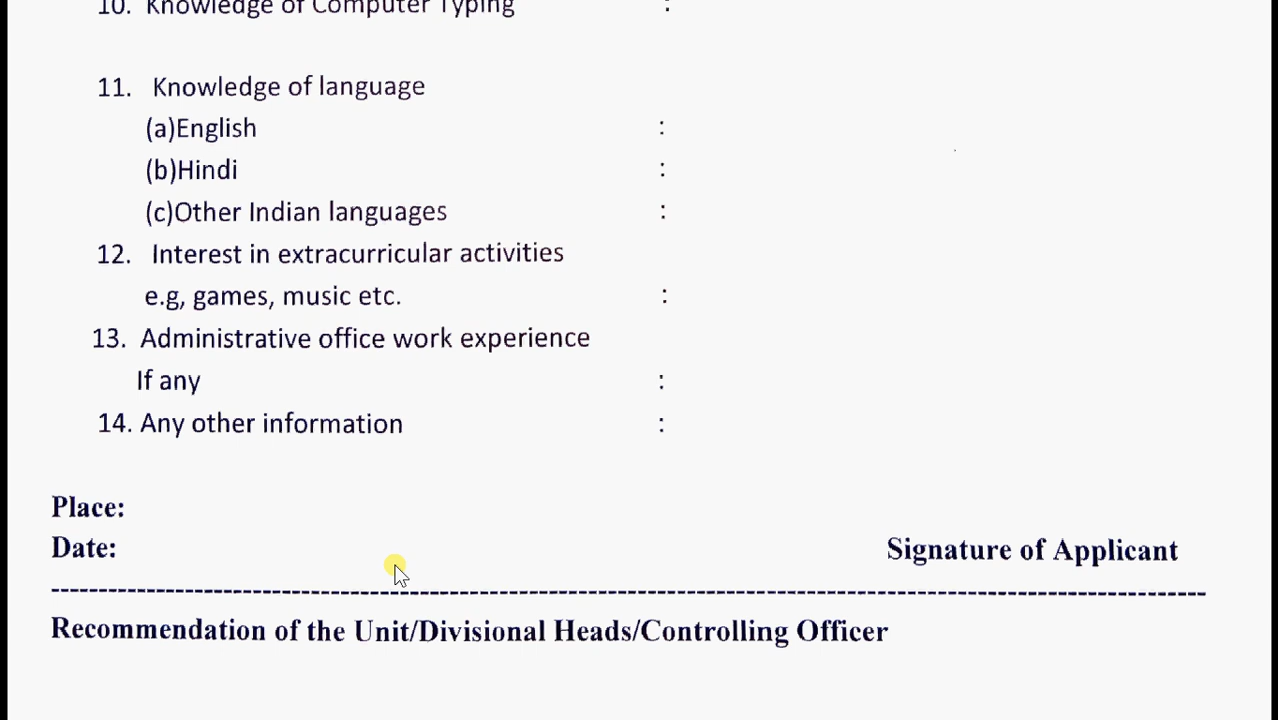 10. Knowledge of Computer Typing :
11. Knowledge of language
(a)English :
(b)Hindi :
(c)Other Indian languages :
12. Interest in extracurricular activities
e.g, games, music etc. :
13. Administrative office work experience
If any :
14. Any other information :
Place:
Date:
Signature of Applicant
Recommendation of the Unit/Divisional Heads/Controlling Officer